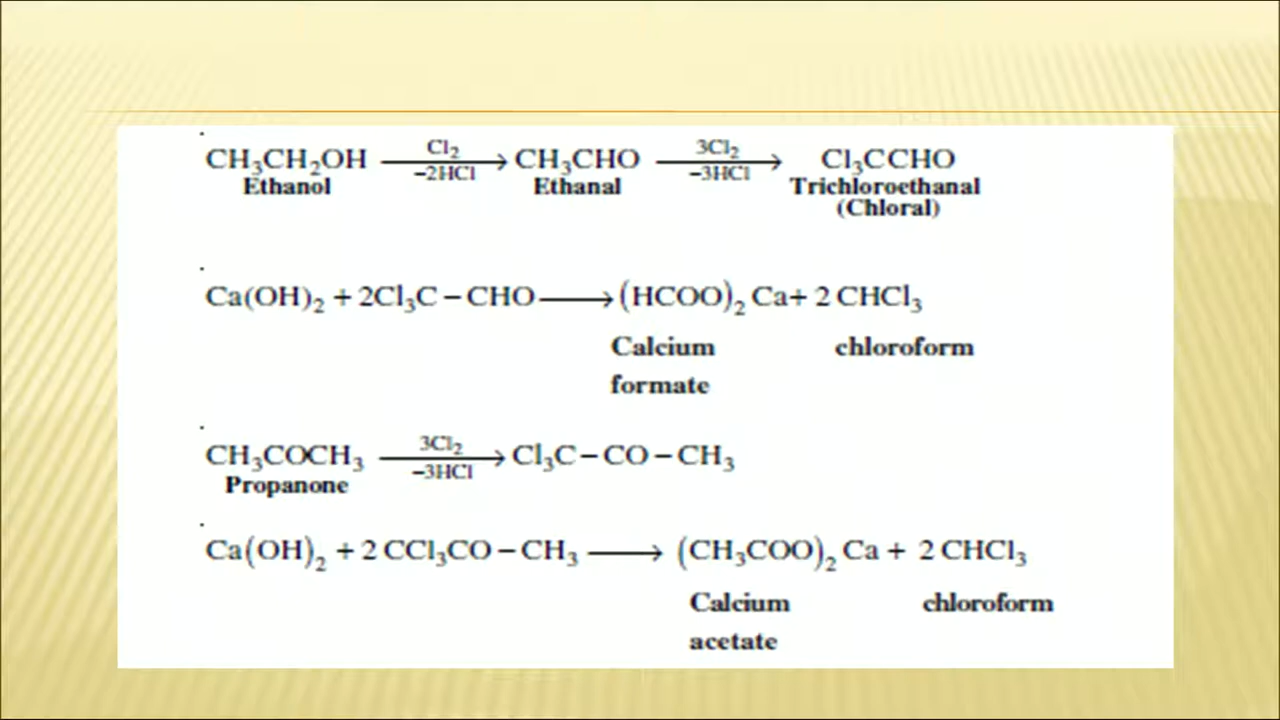 CH₃CH₂OH —Cl₂/−2HCl→ CH₃CHO —3Cl₂/−3HCl→ Cl₃CCHO
Ethanol Ethanal Trichloroethanal
(Chloral)
Ca(OH)₂ + 2Cl₃C – CHO ⟶ (HCOO)₂ Ca+ 2 CHCl₃
Calcium chloroform
formate
CH₃COCH₃ —3Cl₂/−3HCl→ Cl₃C – CO – CH₃
Propanone
Ca(OH)₂ + 2 CCl₃CO – CH₃ ⟶ (CH₃COO)₂ Ca + 2 CHCl₃
Calcium chloroform
acetate